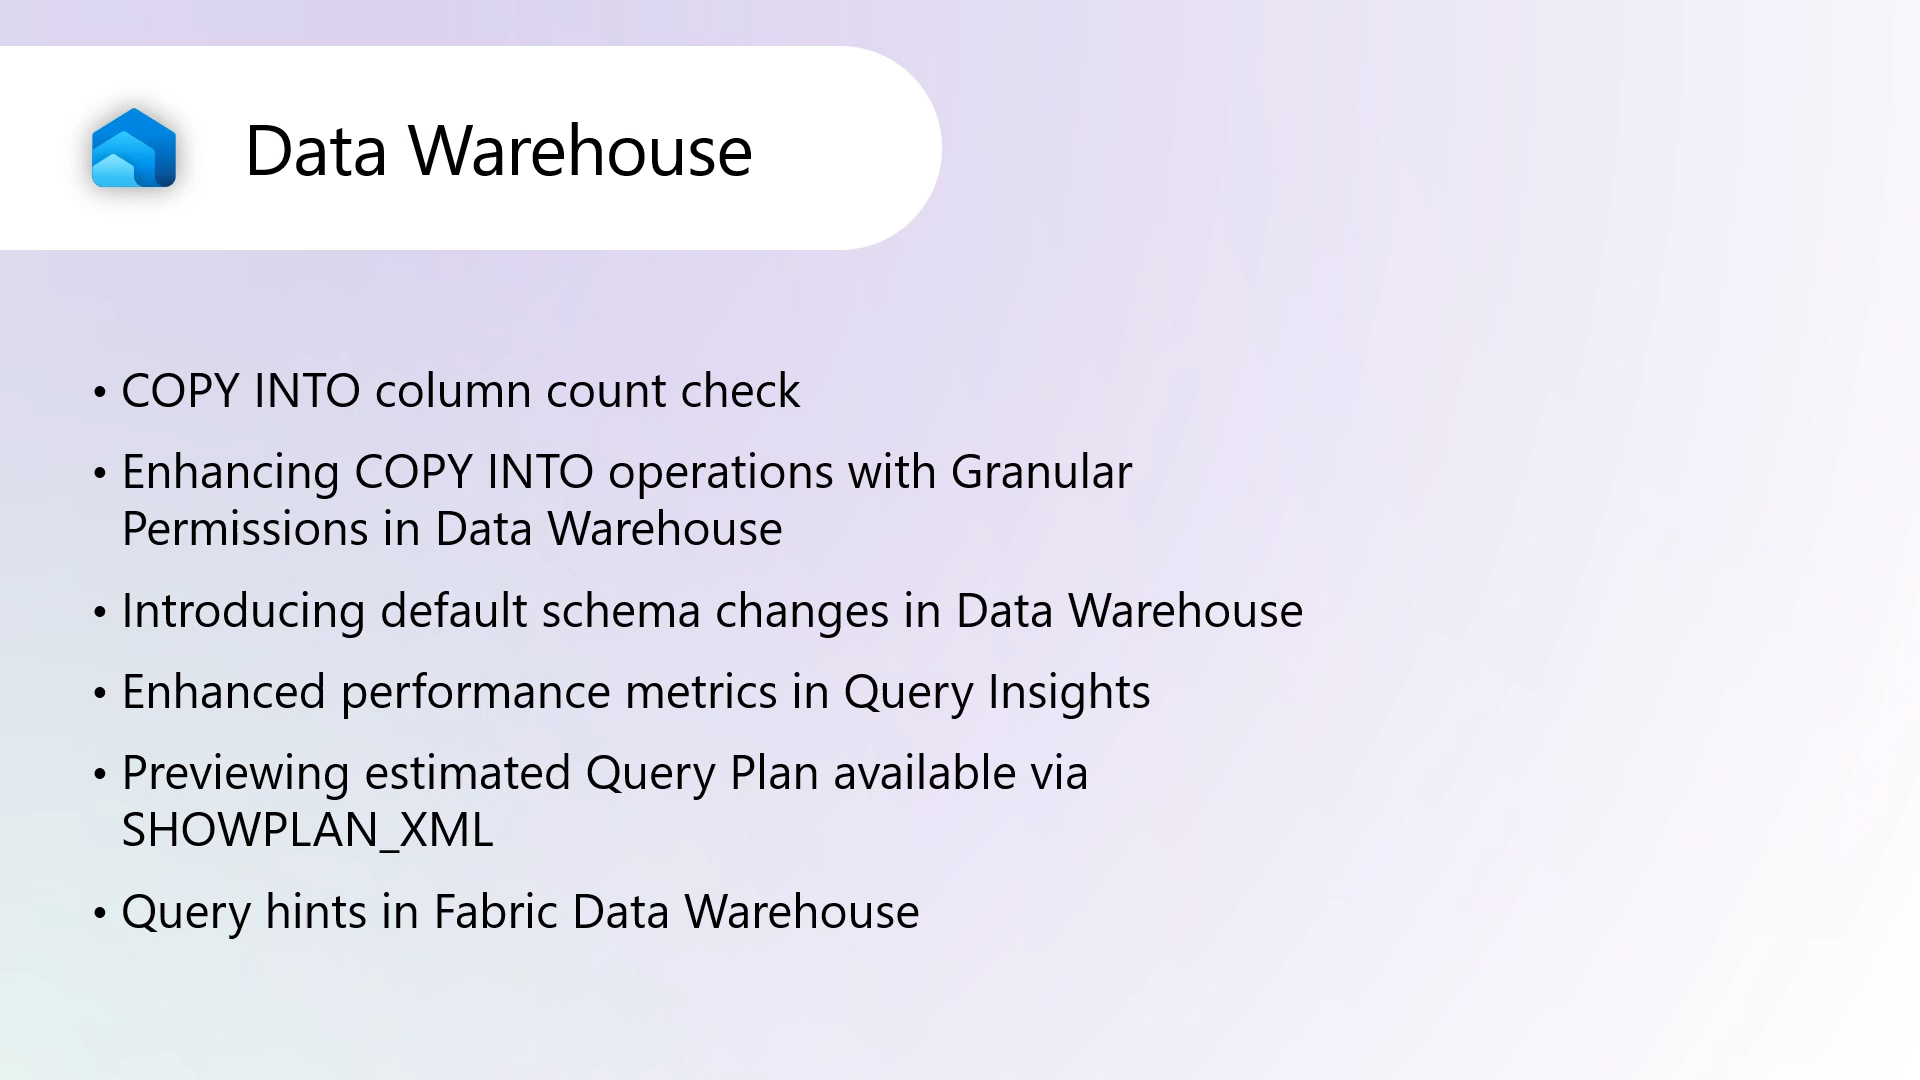 Data Warehouse
• COPY INTO column count check
• Enhancing COPY INTO operations with Granular
Permissions in Data Warehouse
• Introducing default schema changes in Data Warehouse
• Enhanced performance metrics in Query Insights
• Previewing estimated Query Plan available via
SHOWPLAN_XML
• Query hints in Fabric Data Warehouse